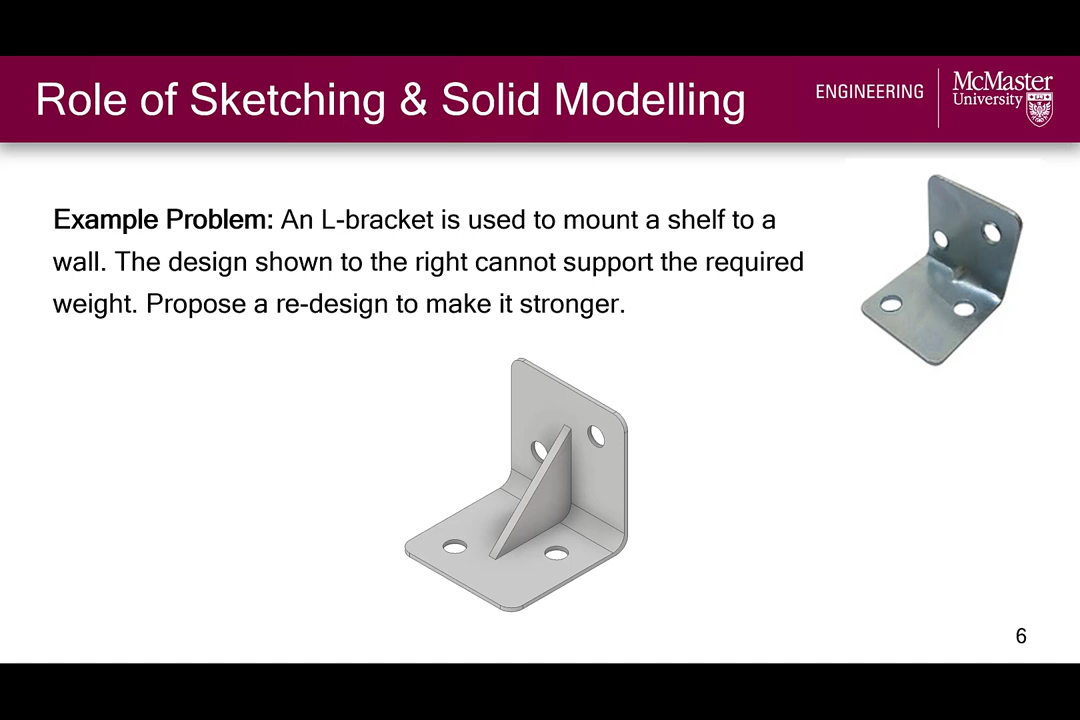 Role of Sketching & Solid Modelling
ENGINEERING
McMaster
University
Example Problem: An L-bracket is used to mount a shelf to a
wall. The design shown to the right cannot support the required
weight. Propose a re-design to make it stronger.
6